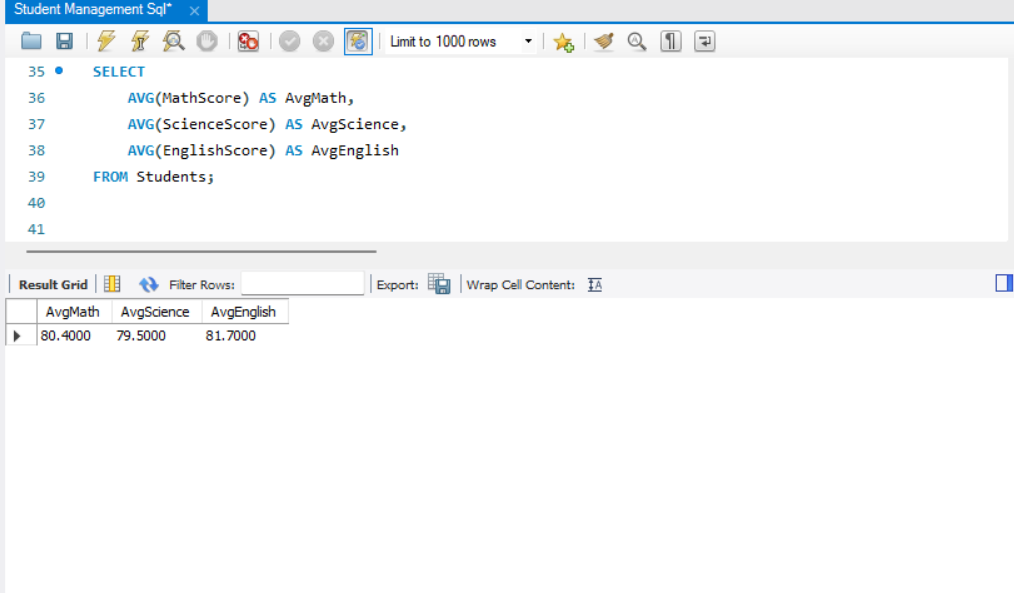 Student Management Sql*
Limit to 1000 rows
35 SELECT
36 AVG(MathScore) AS AvgMath,
37 AVG(ScienceScore) AS AvgScience,
38 AVG(EnglishScore) AS AvgEnglish
39 FROM Students;
40
41
Result Grid Filter Rows: Export: Wrap Cell Content:
AvgMath AvgScience AvgEnglish
80.4000 79.5000 81.7000